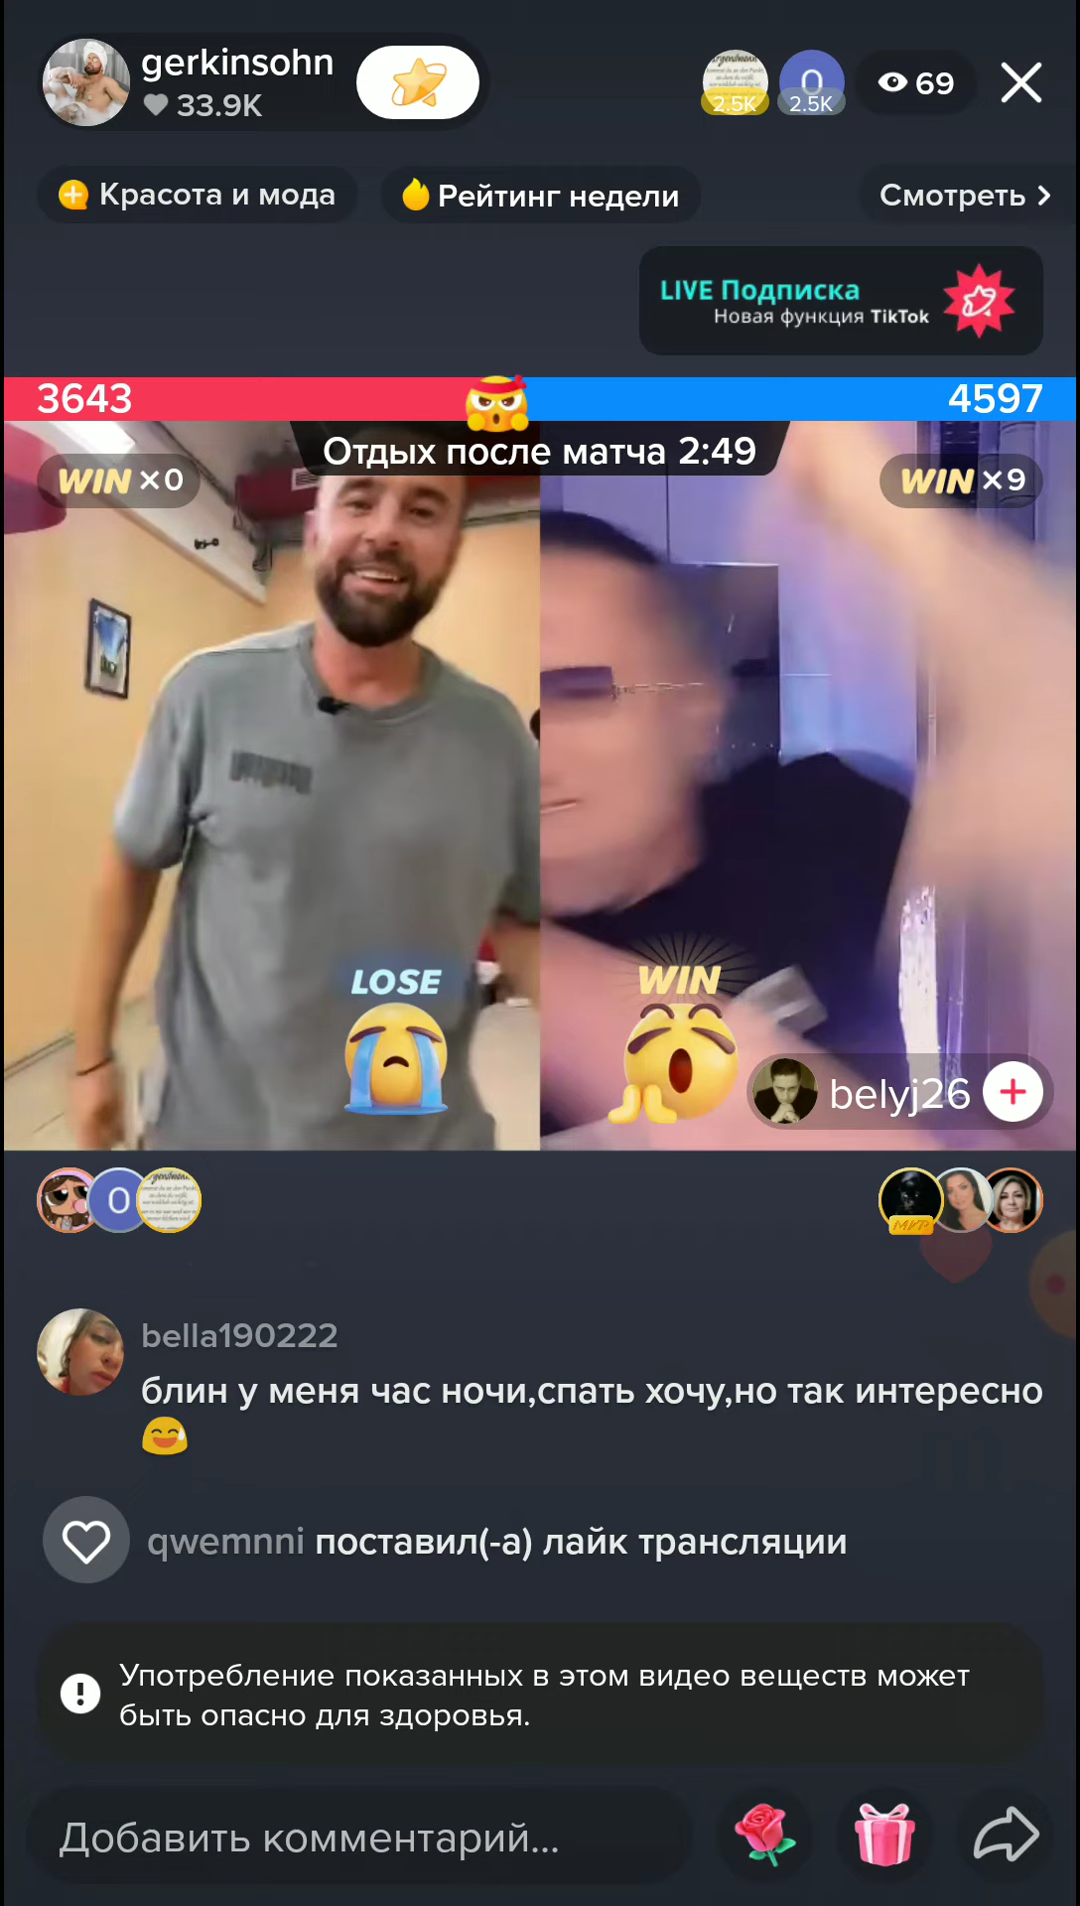 gerkinsohn
33.9K
2.5K
O
2.5K
69
Красота и мода
Рейтинг недели
Смотреть
LIVE Подписка
Новая функция TikTok
3643
4597
Отдых после матча 2:49
WIN ×0
WIN ×9
LOSE
WIN
belyj26
O
bella190222
блин у меня час ночи,спать хочу,но так интересно
😅
qwemnni поставил(-а) лайк трансляции
Употребление показанных в этом видео веществ может
быть опасно для здоровья.
Добавить комментарий...